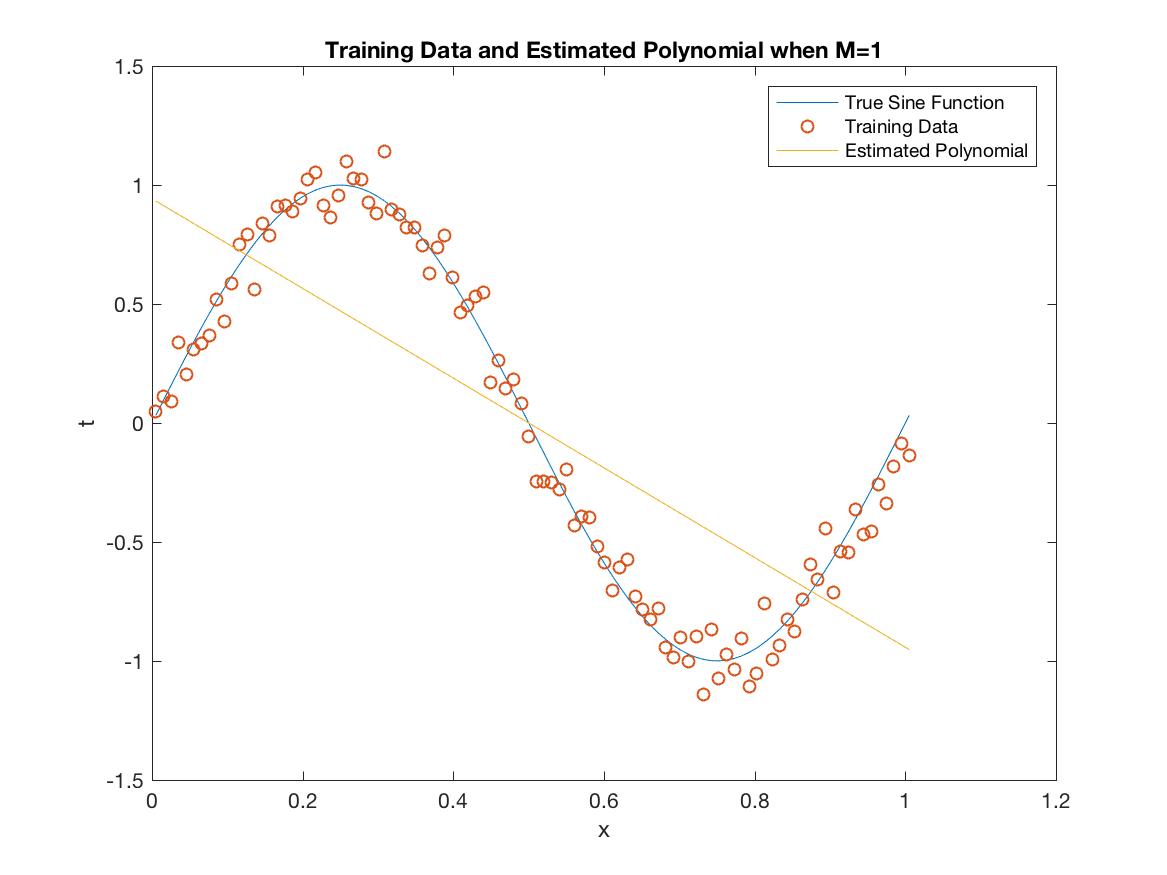 Training Data and Estimated Polynomial when M=1
1.5
True Sine Function
Training Data
Estimated Polynomial
1
0.5
t
0
-0.5
-1
-1.5
0 0.2 0.4 0.6 0.8 1 1.2
x